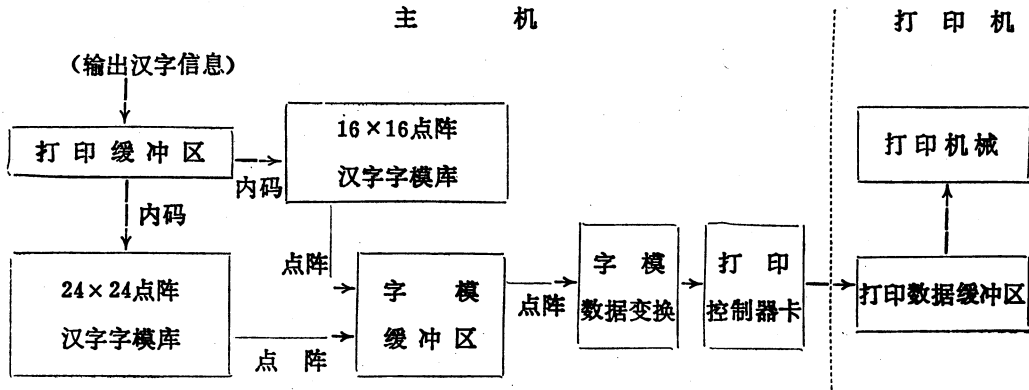 主 机
打 印 机
（输出汉字信息）
打 印 缓 冲 区
内码
16×16点阵
汉字字模库
打印机械
内码
24×24点阵
汉字字模库
点阵
点 阵
字 模
缓 冲 区
点阵
字 模
数据变换
打 印
控制器卡
打印数据缓冲区